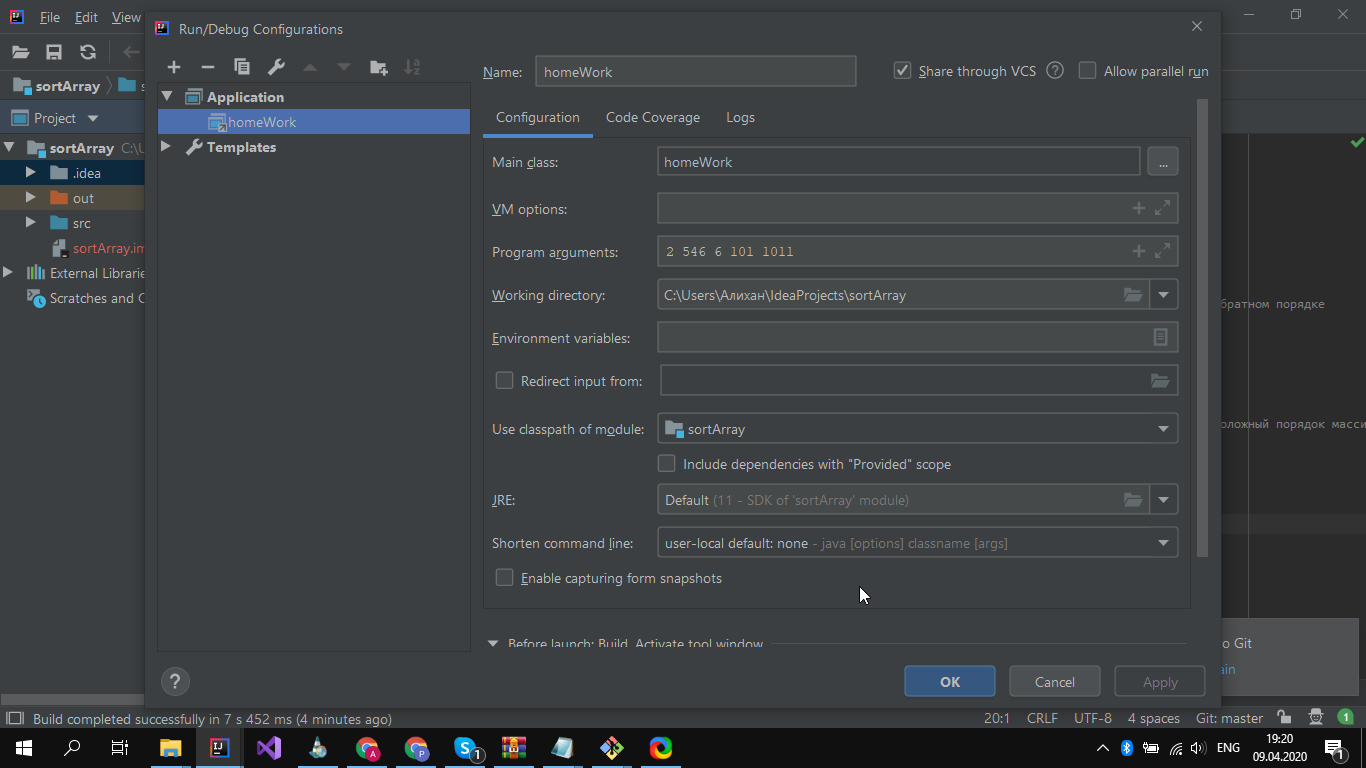 File Edit View
Run/Debug Configurations
sortArray
Project
sortArray C:\U
.idea
out
src
sortArray.im
External Librarie
Scratches and C
Application
homeWork
Templates
Name: homeWork
Share through VCS
Allow parallel run
Configuration Code Coverage Logs
Main class: homeWork ...
VM options:
Program arguments: 2 546 6 101 1011
Working directory: C:\Users\Алихан\IdeaProjects\sortArray
Environment variables:
Redirect input from:
Use classpath of module: sortArray
Include dependencies with "Provided" scope
JRE: Default (11 - SDK of 'sortArray' module)
Shorten command line: user-local default: none - java [options] classname [args]
Enable capturing form snapshots
Before launch: Build, Activate tool window
? OK Cancel Apply
братном порядке
оложный порядок масси
o Git
ain
Build completed successfully in 7 s 452 ms (4 minutes ago)
20:1 CRLF UTF-8 4 spaces Git: master 1
ENG
19:20
09.04.2020